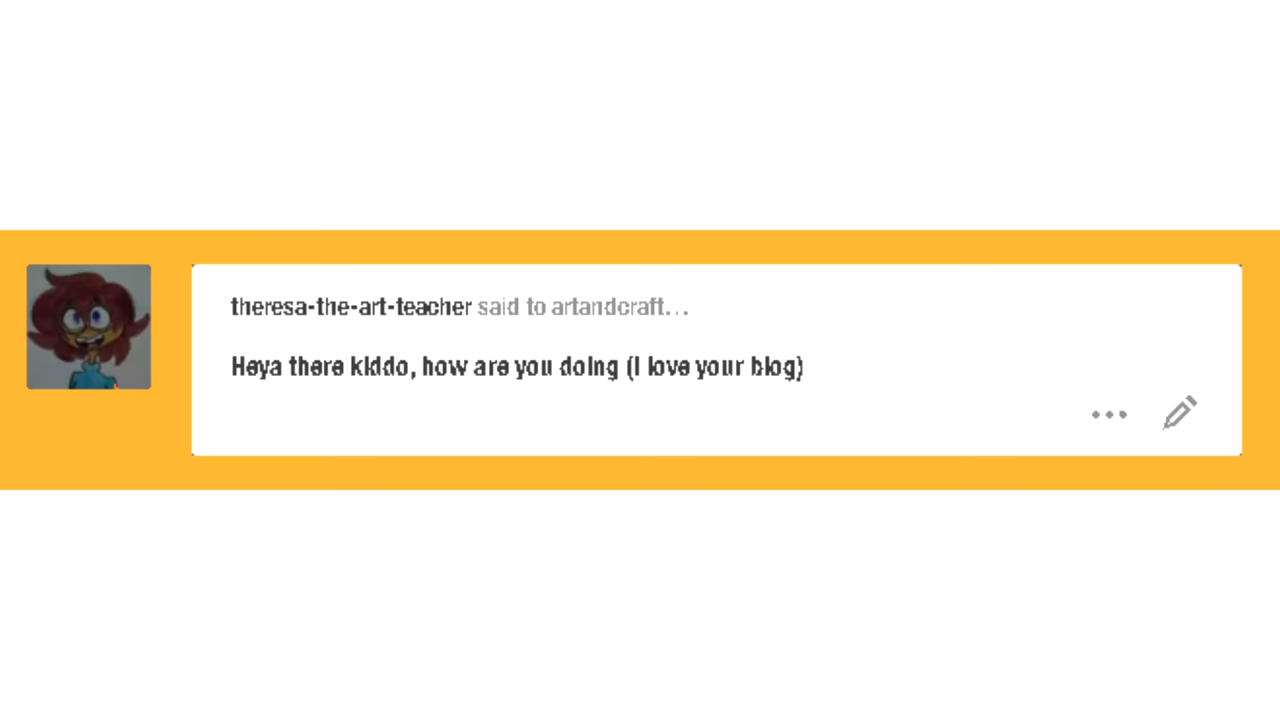 theresa-the-art-teacher said to artandcraft...
Heya there kiddo, how are you doing (I love your blog)